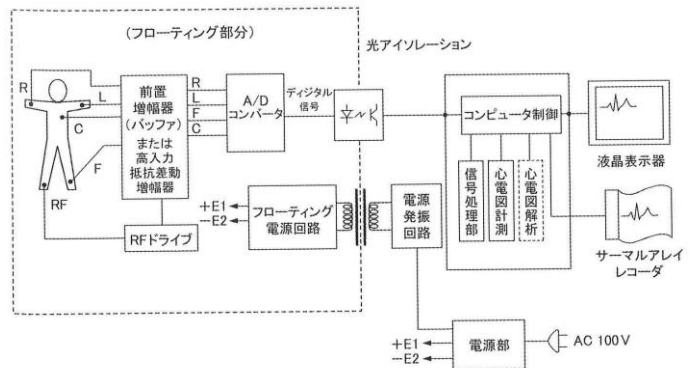 (フローティング部分)
光アイソレーション
R
L
C
F
RF
前置
増幅器
(バッファ)
または
高入力
抵抗差動
増幅器
R
L
F
C
A/D
コンバータ
ディジタル
信号
コンピュータ制御
信号処理部
心電図計測
心電図解析
液晶表示器
サーマルアレイ
レコーダ
RFドライブ
+E1
−E2
フローティング
電源回路
電源
発振
回路
+E1
−E2
電源部
AC 100V